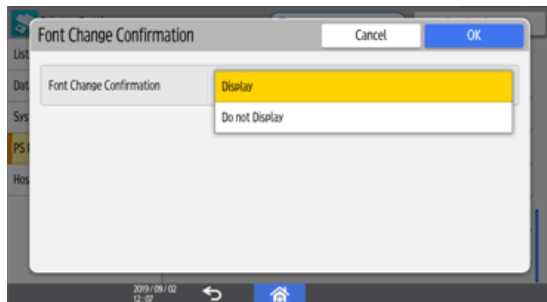 Font Change Confirmation
Cancel
OK
List
Dat
Sys
PS
Hos
Font Change Confirmation
Display
Do not Display
2019/09/02
12:07